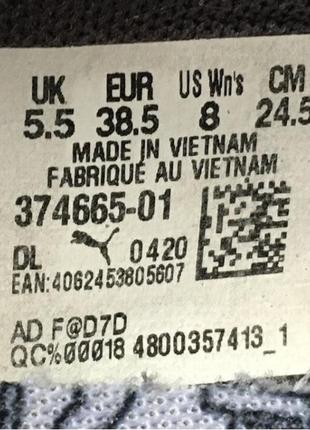 UK EUR US Wn's CM
5.5 38.5 8 24.5
MADE IN VIETNAM
FABRIQUÉ AU VIETNAM
374665-01
DL 0420
EAN:4062453805607
AD F@D7D
QC%00018 4800357413_1